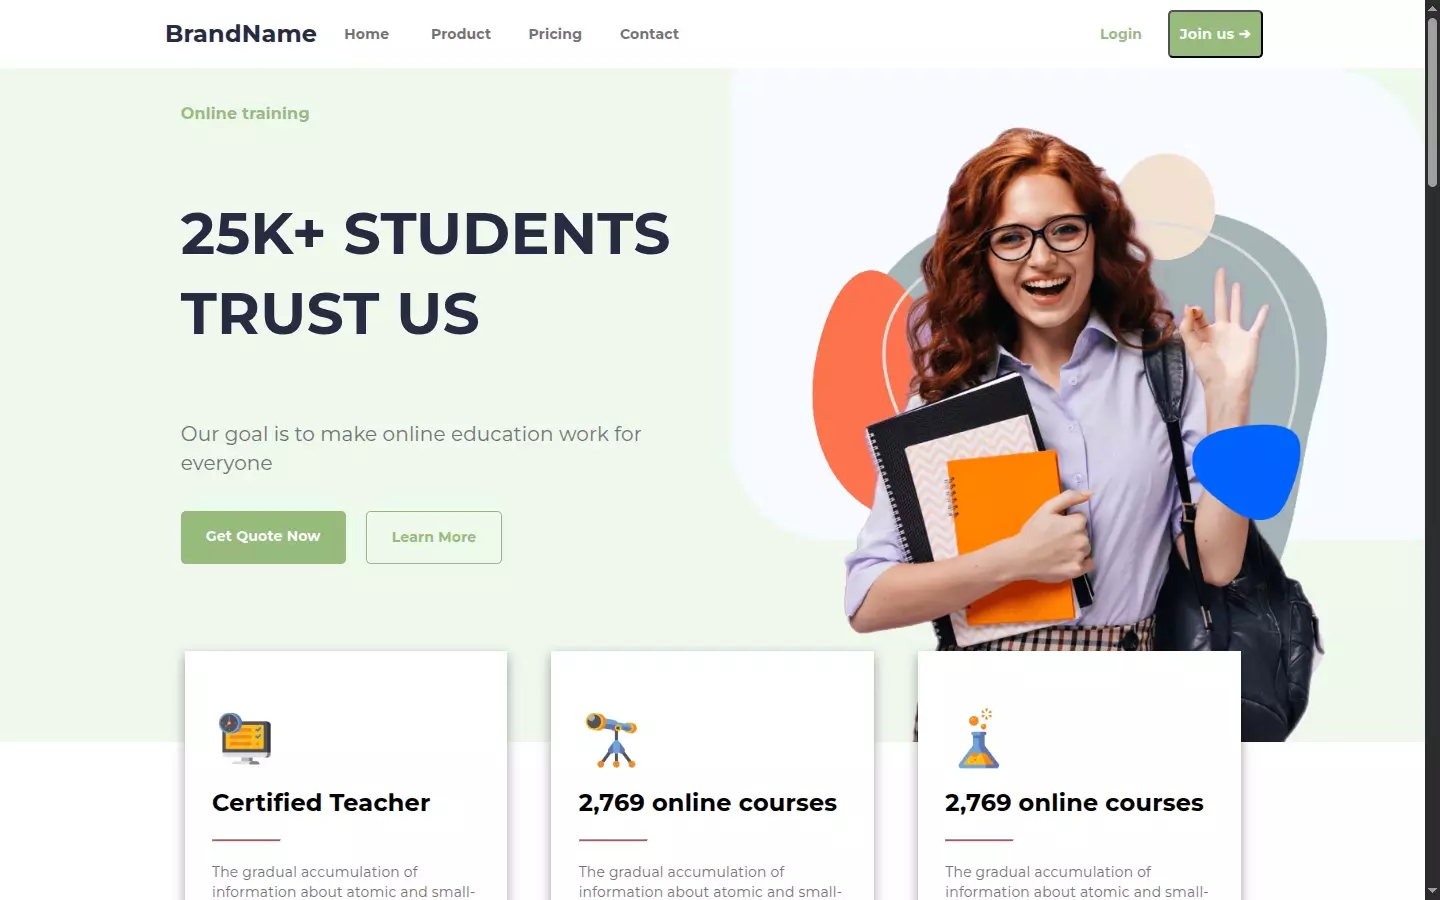 BrandName
Home
Product
Pricing
Contact
Login
Join us ➔
Online training
25K+ STUDENTS
TRUST US
Our goal is to make online education work for
everyone
Get Quote Now
Learn More
Certified Teacher
The gradual accumulation of
information about atomic and small-
2,769 online courses
The gradual accumulation of
information about atomic and small-
2,769 online courses
The gradual accumulation of
information about atomic and small-